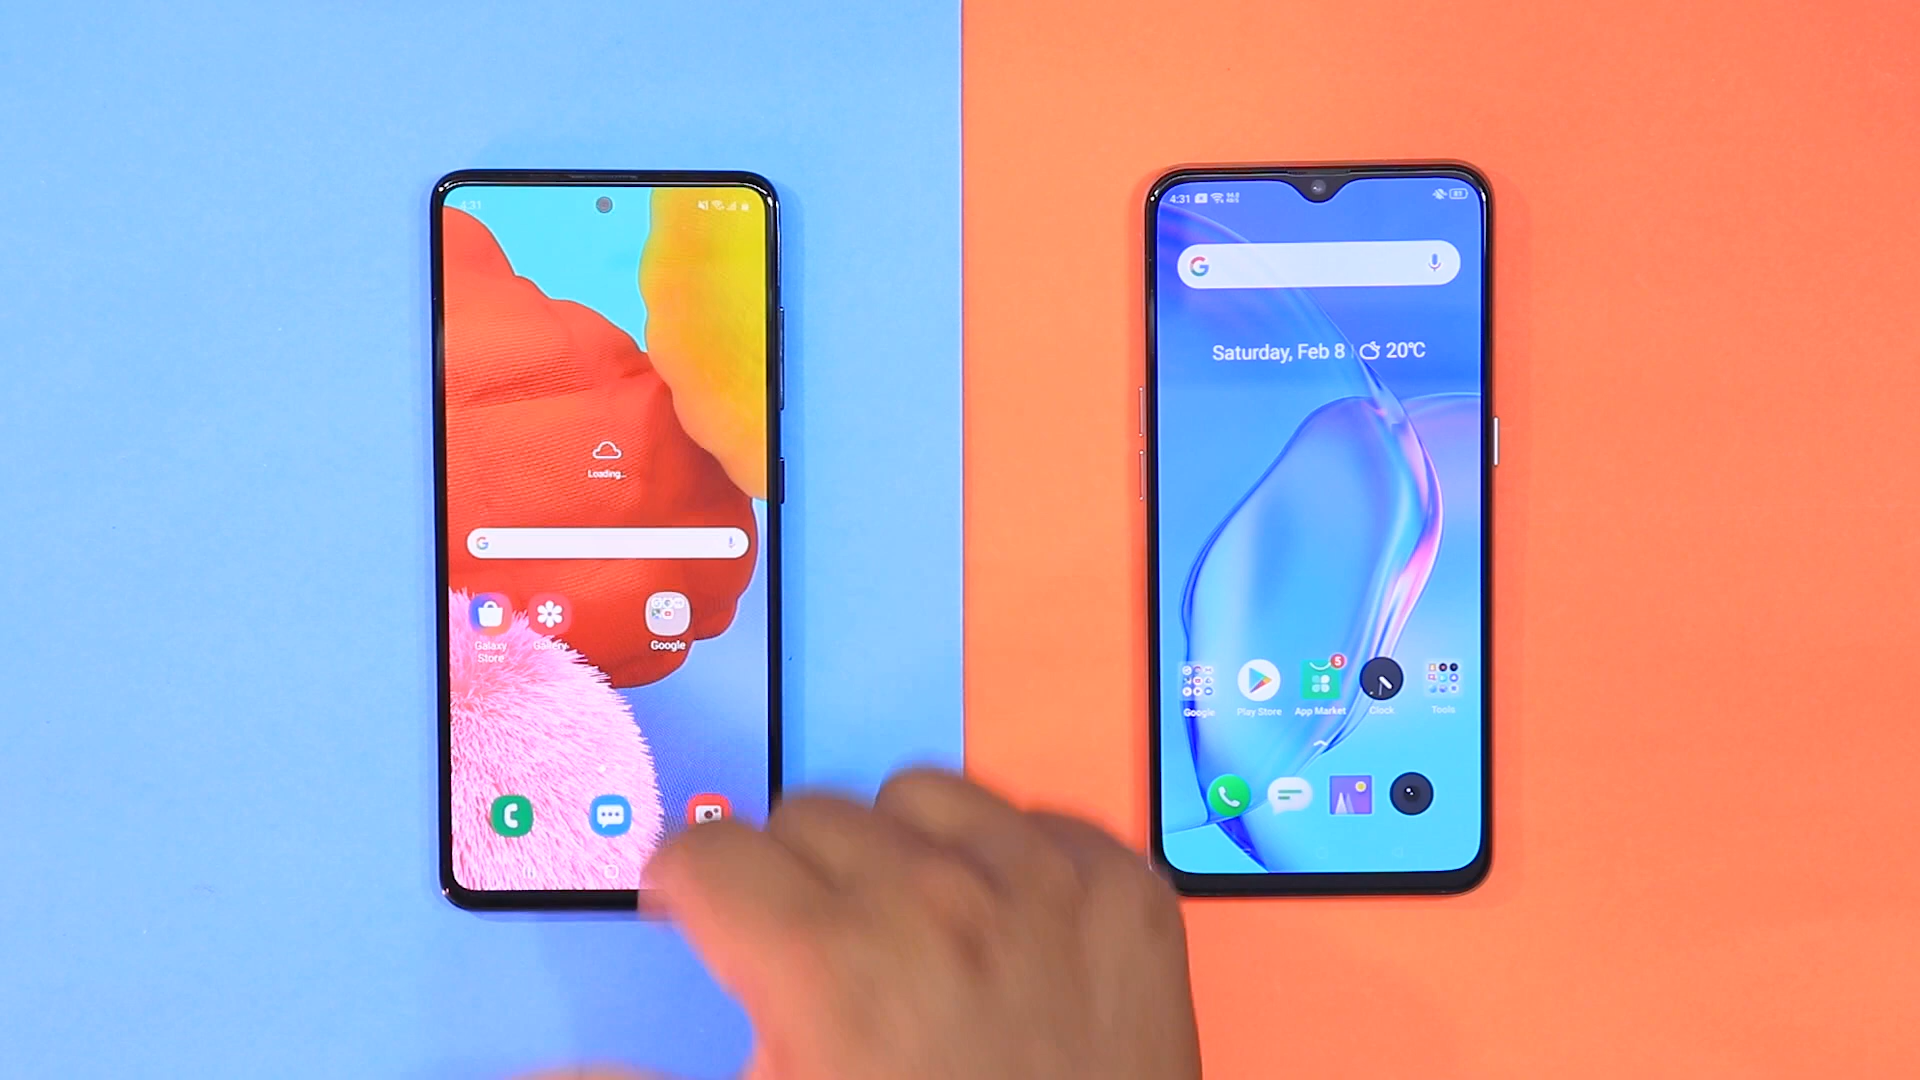 4:31
Loading...
Galaxy
Store
Gallery
Google
4:31
Saturday, Feb 8 | 20°C
5
Google
Play Store
App Market
Clock
Tools